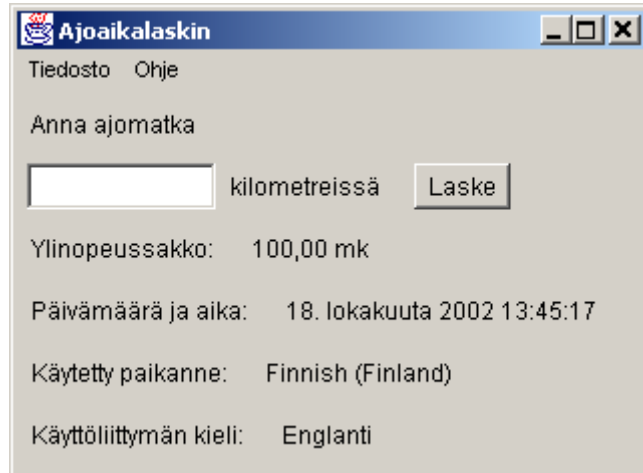 Ajoaikalaskin
Tiedosto Ohje
Anna ajomatka
kilometreissä Laske
Ylinopeussakko: 100,00 mk
Päivämäärä ja aika: 18. lokakuuta 2002 13:45:17
Käytetty paikanne: Finnish (Finland)
Käyttöliittymän kieli: Englanti